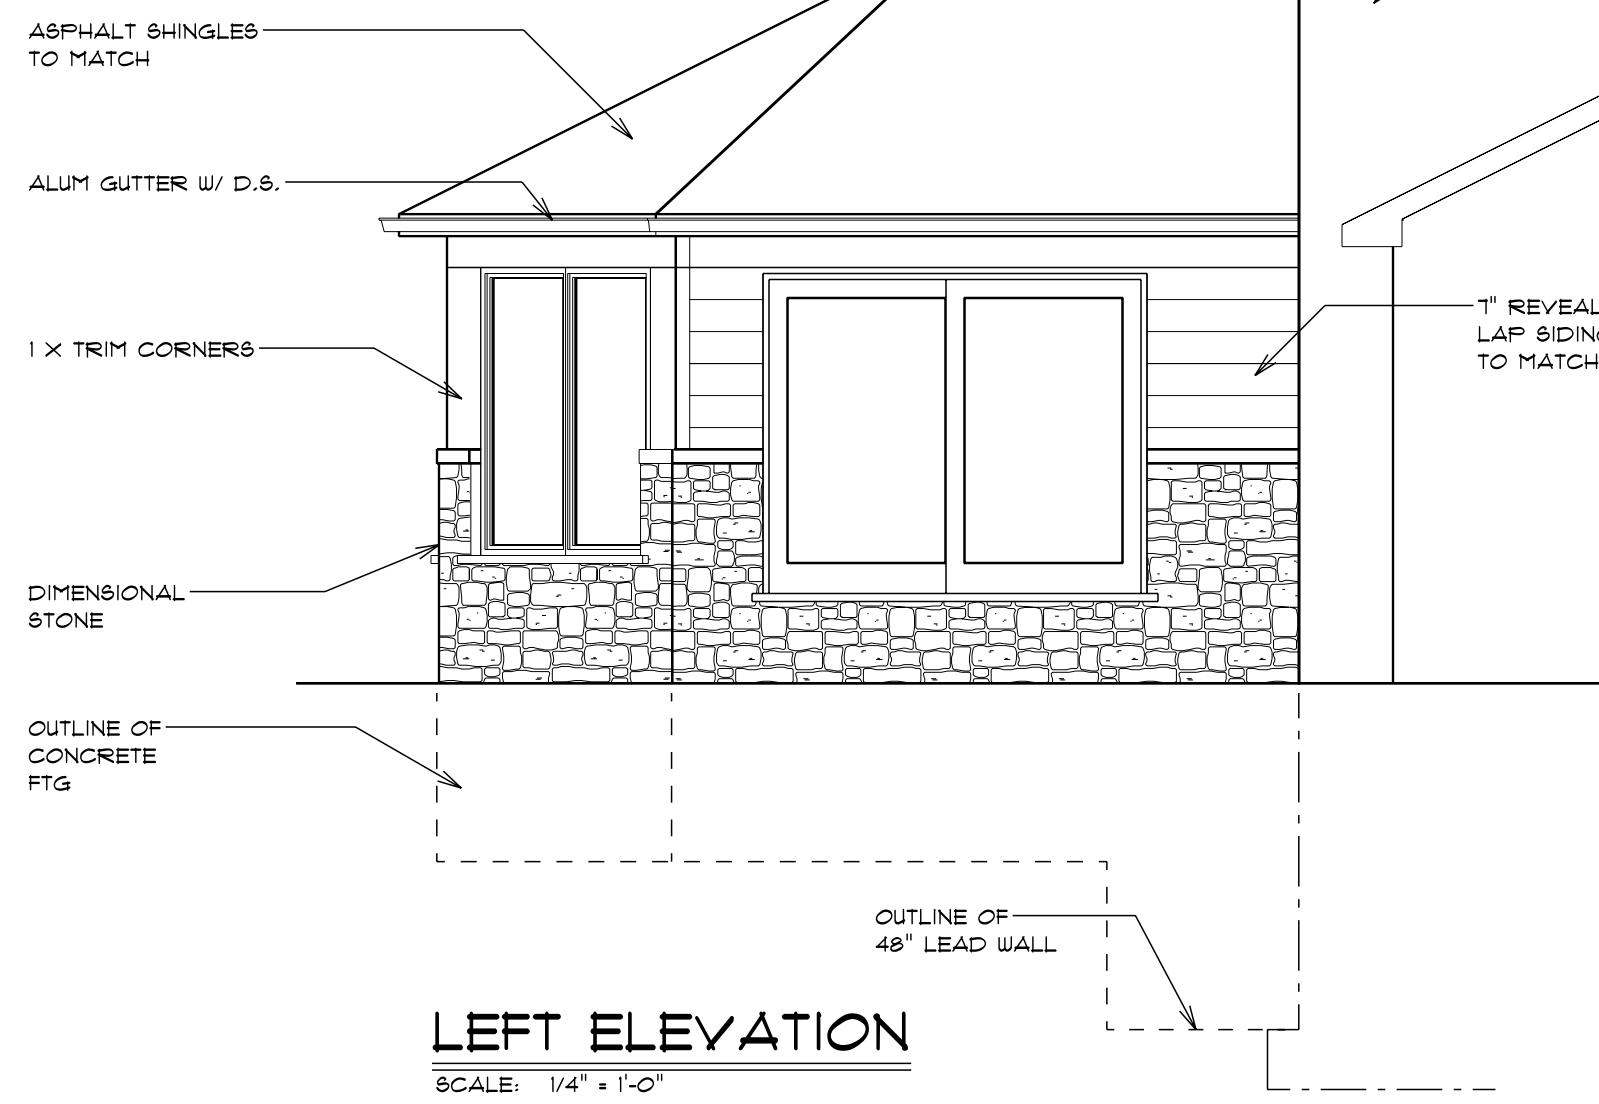 ASPHALT SHINGLES
TO MATCH
ALUM GUTTER W/ D.S.
1 X TRIM CORNERS
7" REVEAL
LAP SIDING
TO MATCH
DIMENSIONAL
STONE
OUTLINE OF
CONCRETE
FTG
OUTLINE OF
48" LEAD WALL
LEFT ELEVATION
SCALE: 1/4" = 1'-0"